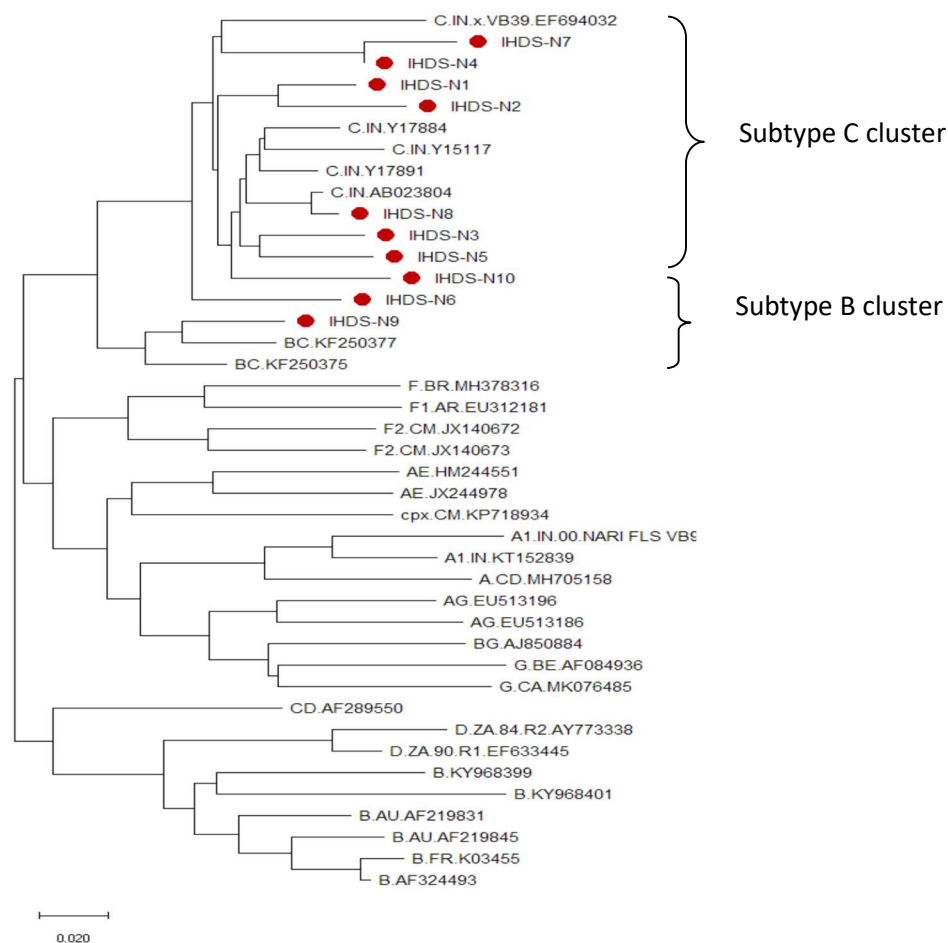 C.IN.x.VB39.EF694032
IHDS-N7
IHDS-N4
IHDS-N1
IHDS-N2
C.IN.Y17884
C.IN.Y15117
C.IN.Y17891
C.IN.AB023804
IHDS-N8
IHDS-N3
IHDS-N5
IHDS-N10
IHDS-N6
IHDS-N9
BC.KF250377
BC.KF250375
F.BR.MH378316
F1.AR.EU312181
F2.CM.JX140672
F2.CM.JX140673
AE.HM244551
AE.JX244978
cpx.CM.KP718934
A1.IN.00.NARI FLS VB9
A1.IN.KT152839
A.CD.MH705158
AG.EU513196
AG.EU513186
BG.AJ850884
G.BE.AF084936
G.CA.MK076485
CD.AF289550
D.ZA.84.R2.AY773338
D.ZA.90.R1.EF633445
B.KY968399
B.KY968401
B.AU.AF219831
B.AU.AF219845
B.FR.K03455
B.AF324493
0.020
Subtype C cluster
Subtype B cluster